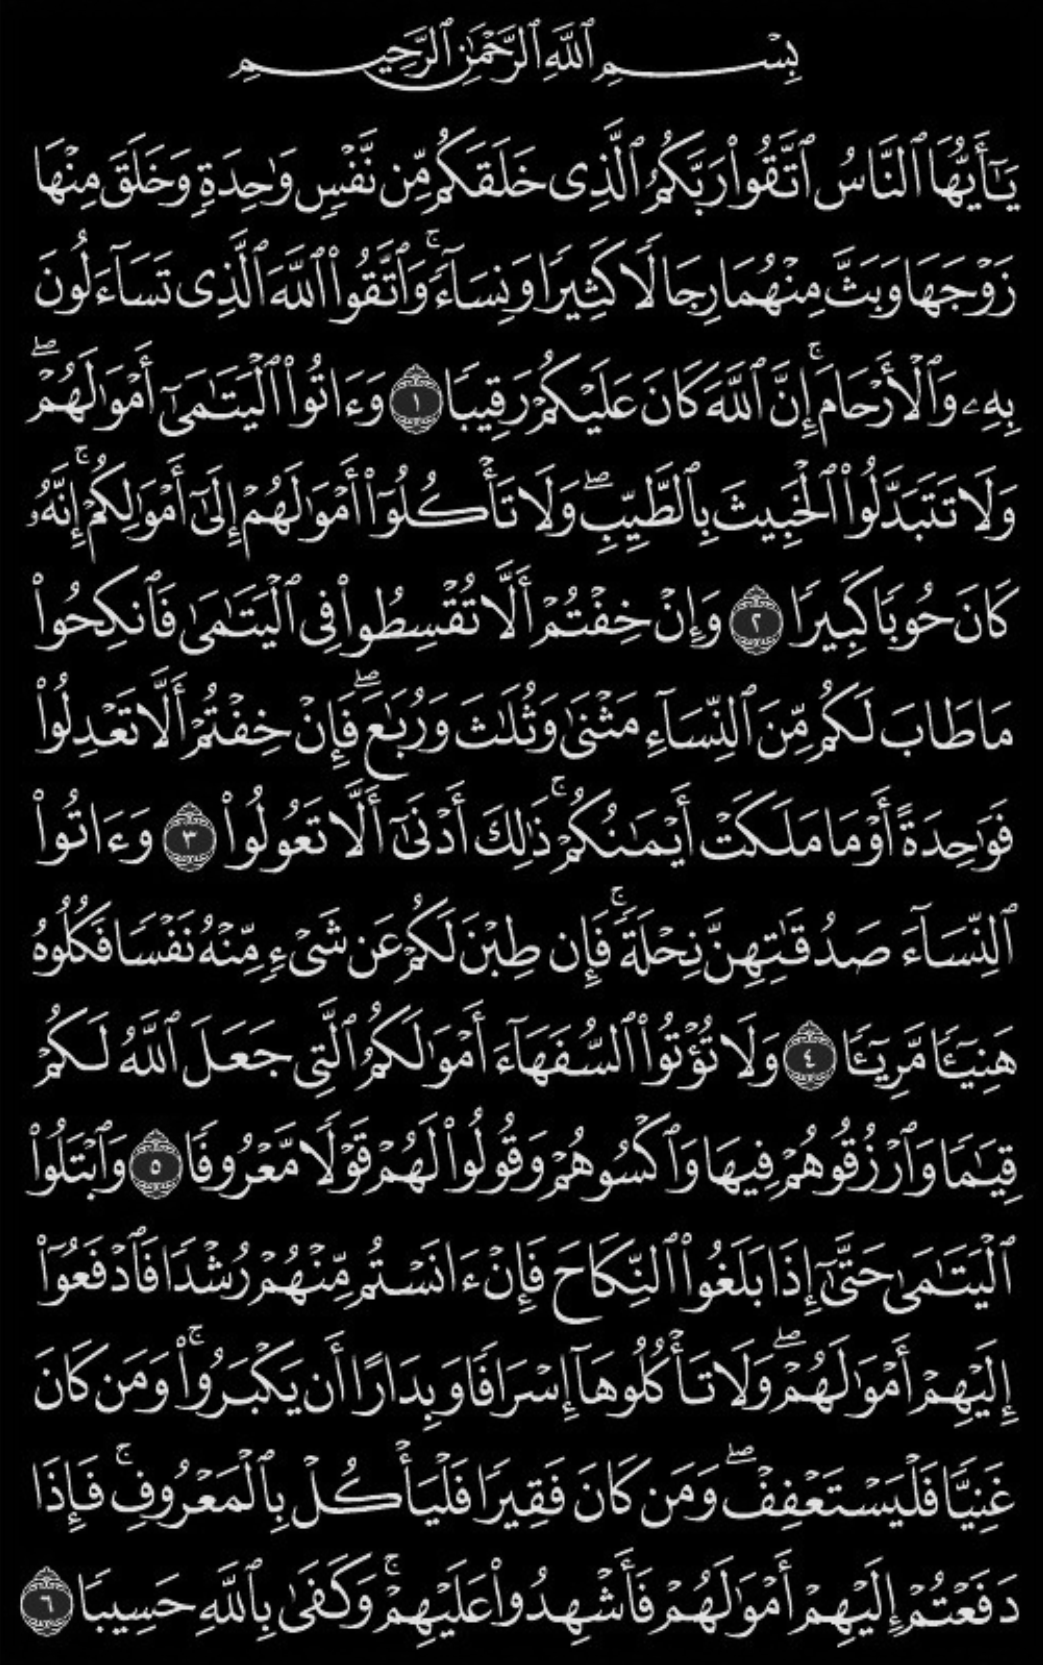 بِسْمِ ٱللَّهِ ٱلرَّحْمَٰنِ ٱلرَّحِيمِ
يَٰٓأَيُّهَا ٱلنَّاسُ ٱتَّقُوا۟ رَبَّكُمُ ٱلَّذِى خَلَقَكُم مِّن نَّفْسٍ وَٰحِدَةٍ وَخَلَقَ مِنْهَا
زَوْجَهَا وَبَثَّ مِنْهُمَا رِجَالًا كَثِيرًا وَنِسَآءً ۚ وَٱتَّقُوا۟ ٱللَّهَ ٱلَّذِى تَسَآءَلُونَ
بِهِۦ وَٱلْأَرْحَامَ ۚ إِنَّ ٱللَّهَ كَانَ عَلَيْكُمْ رَقِيبًا ١ وَءَاتُوا۟ ٱلْيَتَٰمَىٰٓ أَمْوَٰلَهُمْ ۖ
وَلَا تَتَبَدَّلُوا۟ ٱلْخَبِيثَ بِٱلطَّيِّبِ ۖ وَلَا تَأْكُلُوٓا۟ أَمْوَٰلَهُمْ إِلَىٰٓ أَمْوَٰلِكُمْ ۚ إِنَّهُۥ
كَانَ حُوبًا كَبِيرًا ٢ وَإِنْ خِفْتُمْ أَلَّا تُقْسِطُوا۟ فِى ٱلْيَتَٰمَىٰ فَٱنكِحُوا۟
مَا طَابَ لَكُم مِّنَ ٱلنِّسَآءِ مَثْنَىٰ وَثُلَٰثَ وَرُبَٰعَ ۖ فَإِنْ خِفْتُمْ أَلَّا تَعْدِلُوا۟
فَوَٰحِدَةً أَوْ مَا مَلَكَتْ أَيْمَٰنُكُمْ ۚ ذَٰلِكَ أَدْنَىٰٓ أَلَّا تَعُولُوا۟ ٣ وَءَاتُوا۟
ٱلنِّسَآءَ صَدُقَٰتِهِنَّ نِحْلَةً ۚ فَإِن طِبْنَ لَكُمْ عَن شَىْءٍ مِّنْهُ نَفْسًا فَكُلُوهُ
هَنِيٓـًٔا مَّرِيٓـًٔا ٤ وَلَا تُؤْتُوا۟ ٱلسُّفَهَآءَ أَمْوَٰلَكُمُ ٱلَّتِى جَعَلَ ٱللَّهُ لَكُمْ
قِيَٰمًا وَٱرْزُقُوهُمْ فِيهَا وَٱكْسُوهُمْ وَقُولُوا۟ لَهُمْ قَوْلًا مَّعْرُوفًا ٥ وَٱبْتَلُوا۟
ٱلْيَتَٰمَىٰ حَتَّىٰٓ إِذَا بَلَغُوا۟ ٱلنِّكَاحَ فَإِنْ ءَانَسْتُم مِّنْهُمْ رُشْدًا فَٱدْفَعُوٓا۟
إِلَيْهِمْ أَمْوَٰلَهُمْ ۖ وَلَا تَأْكُلُوهَآ إِسْرَافًا وَبِدَارًا أَن يَكْبَرُوا۟ ۚ وَمَن كَانَ
غَنِيًّا فَلْيَسْتَعْفِفْ ۖ وَمَن كَانَ فَقِيرًا فَلْيَأْكُلْ بِٱلْمَعْرُوفِ ۚ فَإِذَا
دَفَعْتُمْ إِلَيْهِمْ أَمْوَٰلَهُمْ فَأَشْهِدُوا۟ عَلَيْهِمْ ۚ وَكَفَىٰ بِٱللَّهِ حَسِيبًا ٦